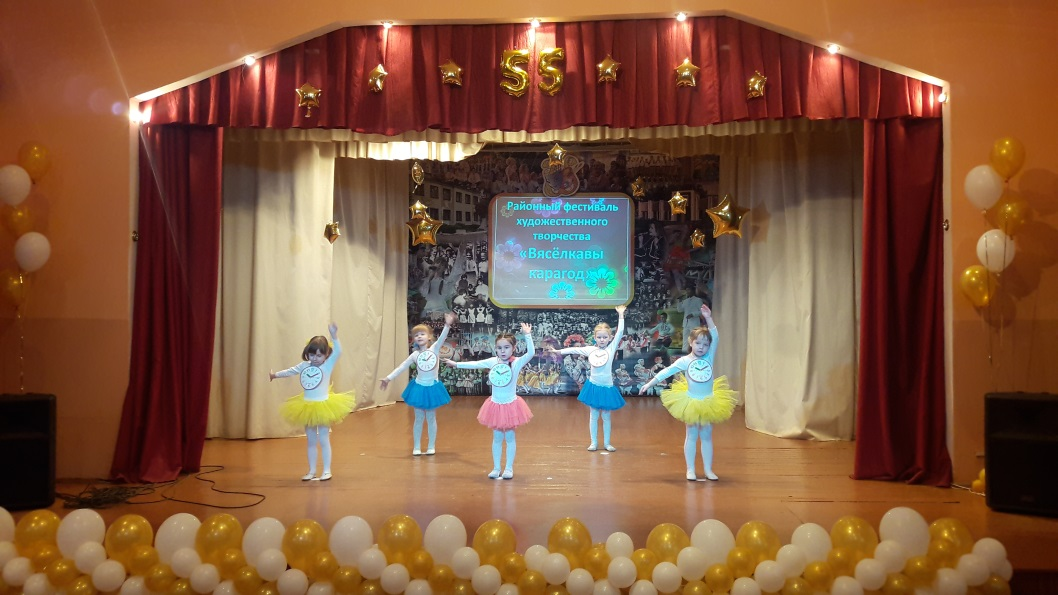 55
Районный фестиваль
художественного
творчества
«Вясёлкавы
карагод»